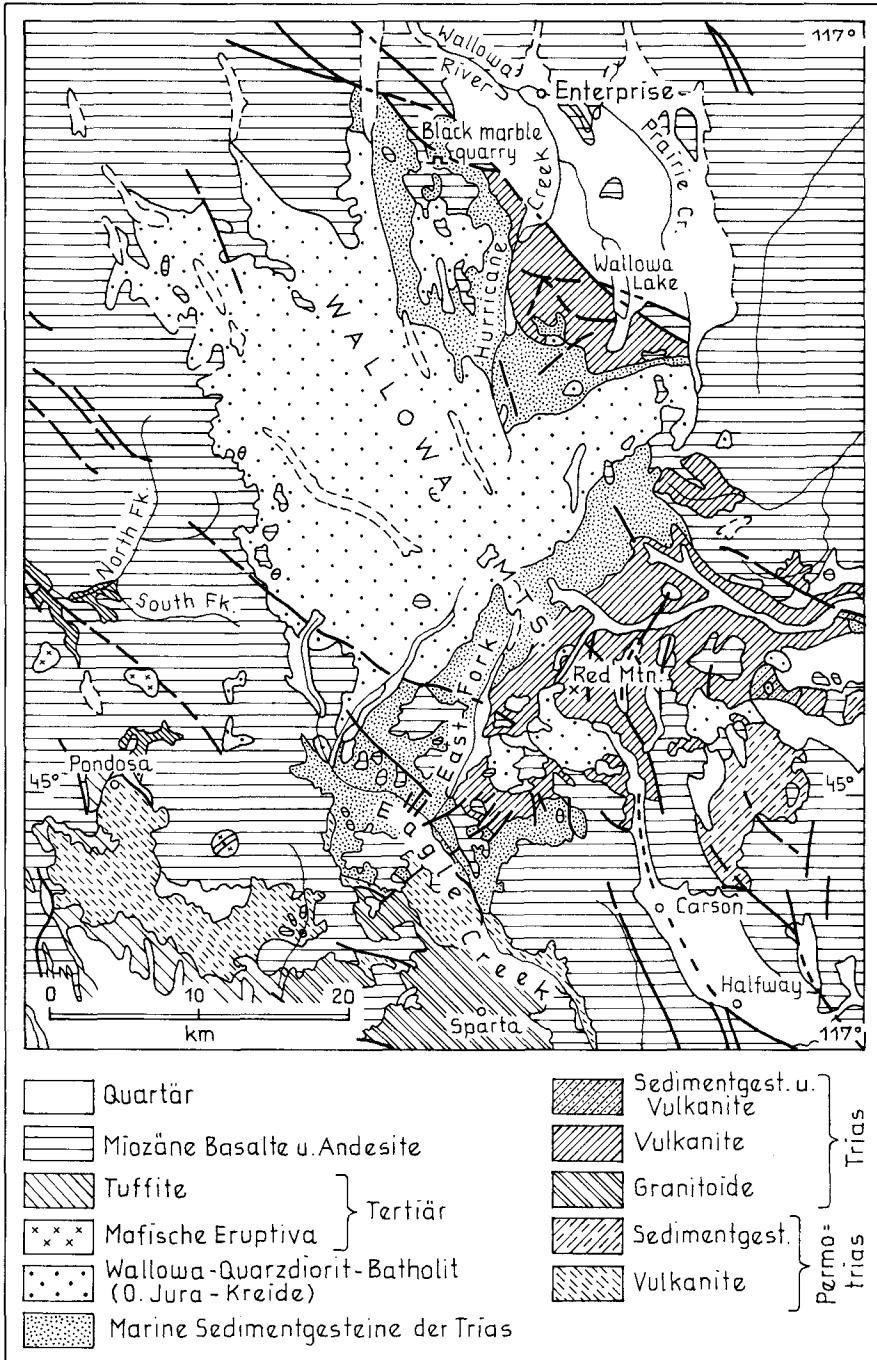 117°
Wallowa
River
Enterprise
Black marble
quarry
Creek
Prairie Cr.
Hurricane
Wallowa
Lake
WALLOWA
MTS
North Fk.
South Fk.
East Fork
Red Mtn.
Pondosa
45°
45°
Eagle Creek
Carson
Halfway
Sparta
0 10 20
km
117°
Quartär
Miozäne Basalte u. Andesite
Tuffite
Mafische Eruptiva
Tertiär
Wallowa-Quarzdiorit-Batholit
(O. Jura-Kreide)
Marine Sedimentgesteine der Trias
Sedimentgest. u.
Vulkanite
Vulkanite
Granitoide
Trias
Sedimentgest.
Vulkanite
Permo=
trias